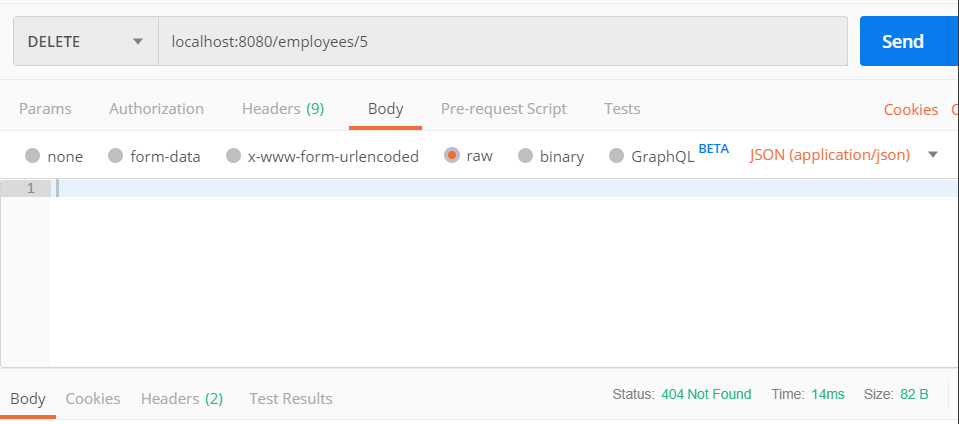 DELETE localhost:8080/employees/5 Send
Params Authorization Headers (9) Body Pre-request Script Tests Cookies
none form-data x-www-form-urlencoded raw binary GraphQL BETA JSON (application/json)
1
Body Cookies Headers (2) Test Results Status: 404 Not Found Time: 14ms Size: 82 B